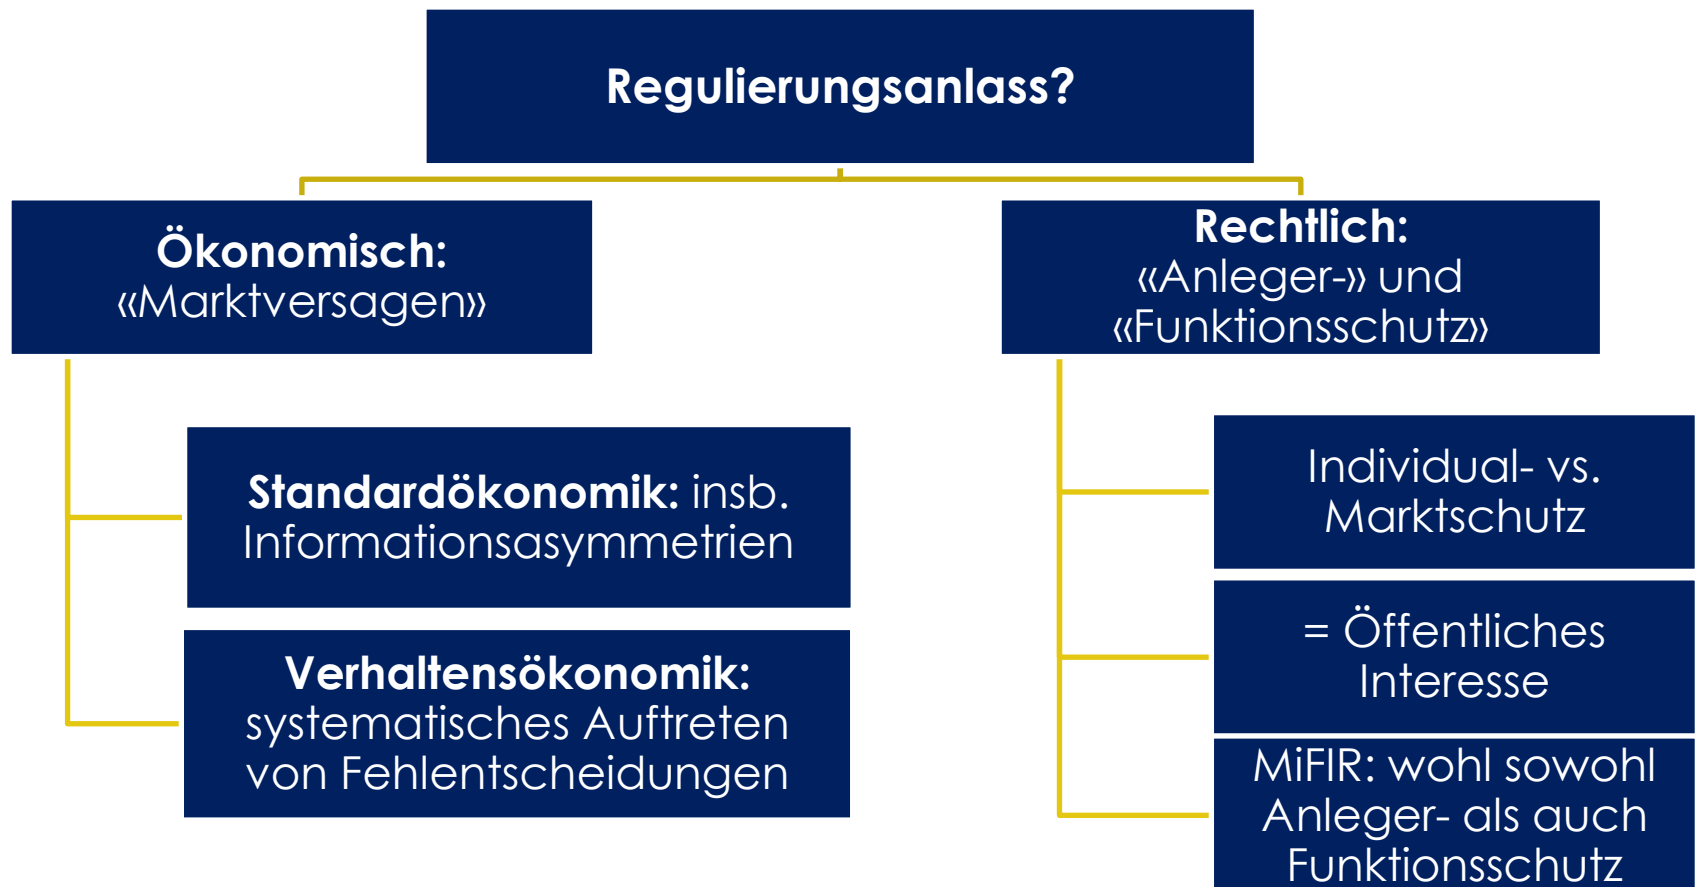 Regulierungsanlass?
Ökonomisch:
«Marktversagen»
Standardökonomik: insb.
Informationsasymmetrien
Verhaltensökonomik:
systematisches Auftreten
von Fehlentscheidungen
Rechtlich:
«Anleger-» und
«Funktionsschutz»
Individual- vs.
Marktschutz
= Öffentliches
Interesse
MiFIR: wohl sowohl
Anleger- als auch
Funktionsschutz